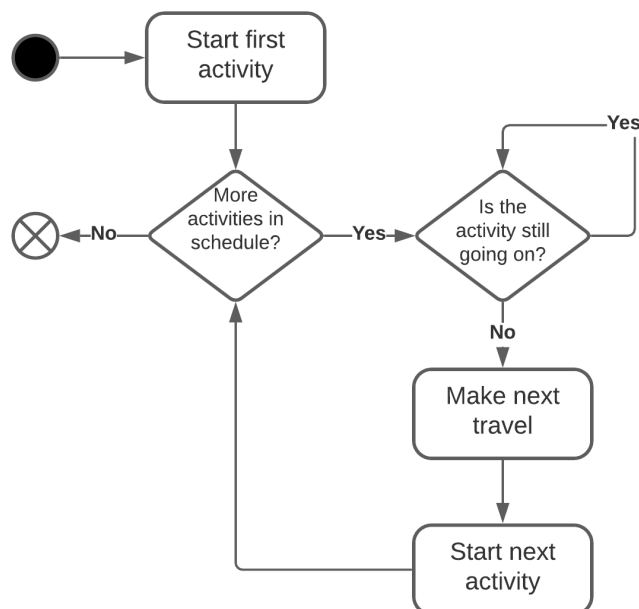 Start first
activity
Yes
More
activities in
schedule?
Is the
activity still
going on?
No
Yes
No
Make next
travel
Start next
activity